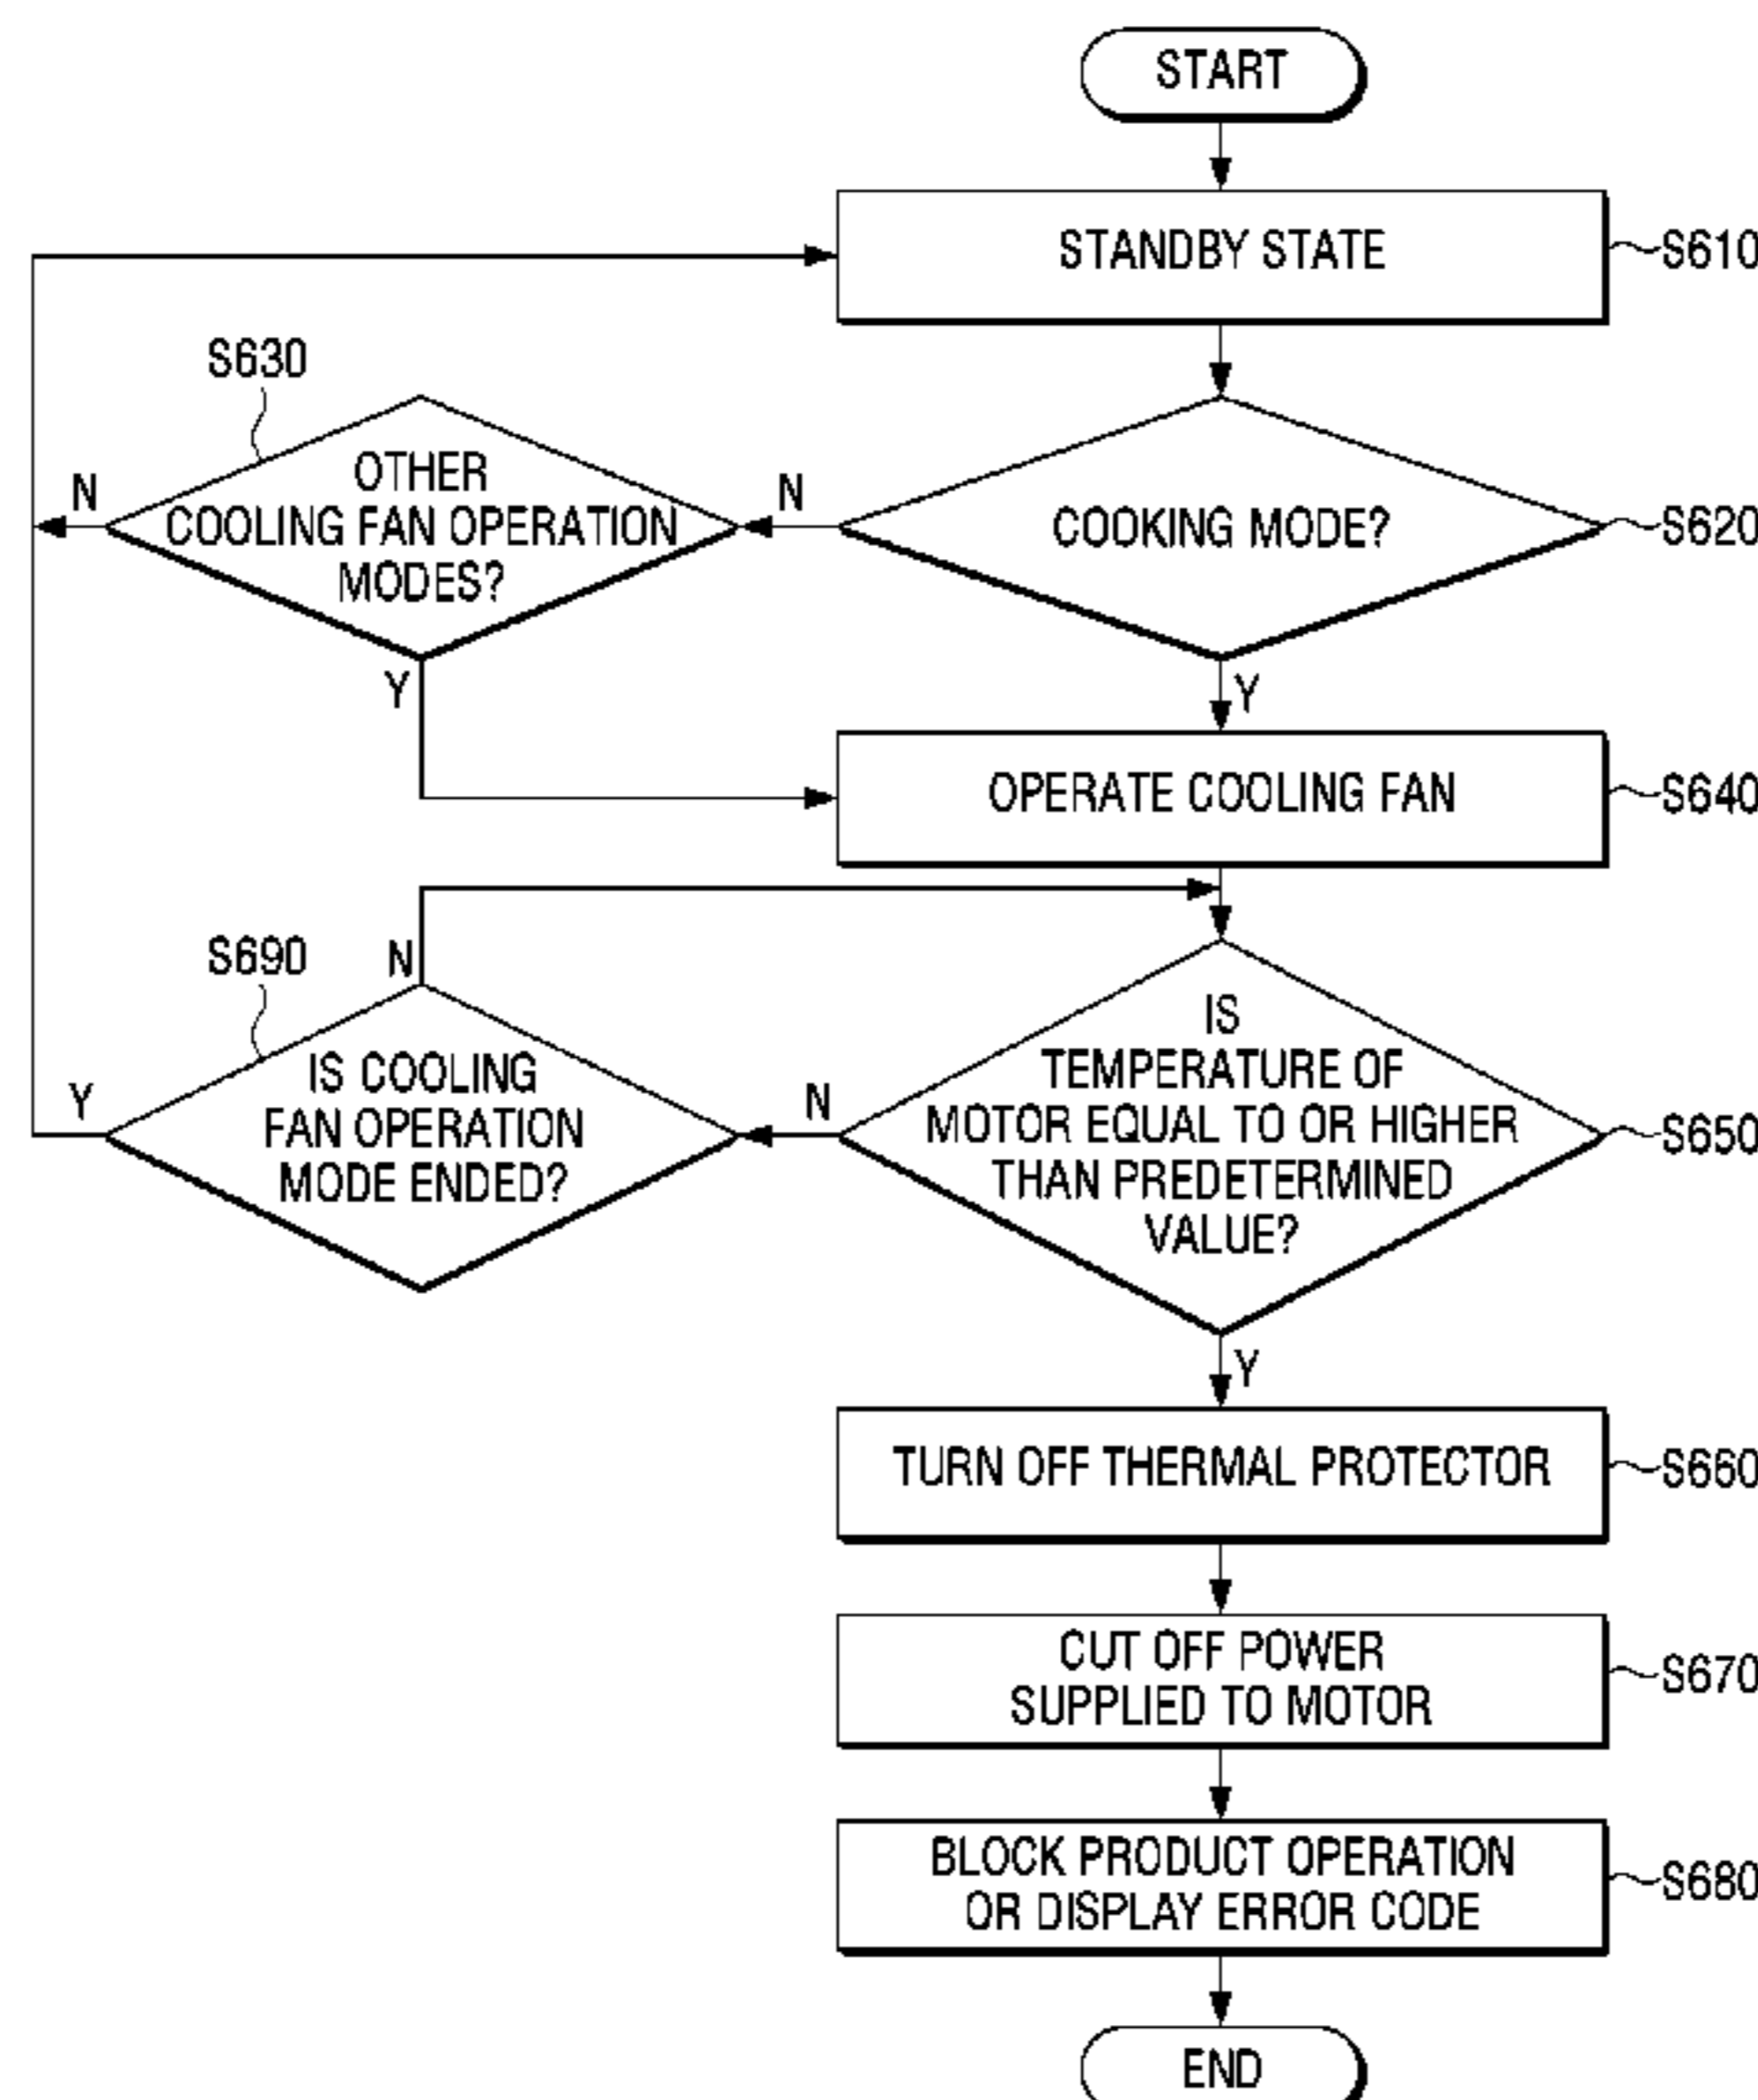 START
STANDBY STATE
S610
S630
OTHER
COOLING FAN OPERATION
MODES?
N
N
COOKING MODE?
S620
Y
Y
OPERATE COOLING FAN
S640
S690
N
IS COOLING
FAN OPERATION
MODE ENDED?
Y
N
IS
TEMPERATURE OF
MOTOR EQUAL TO OR HIGHER
THAN PREDETERMINED
VALUE?
S650
Y
TURN OFF THERMAL PROTECTOR
S660
CUT OFF POWER
SUPPLIED TO MOTOR
S670
BLOCK PRODUCT OPERATION
OR DISPLAY ERROR CODE
S680
END